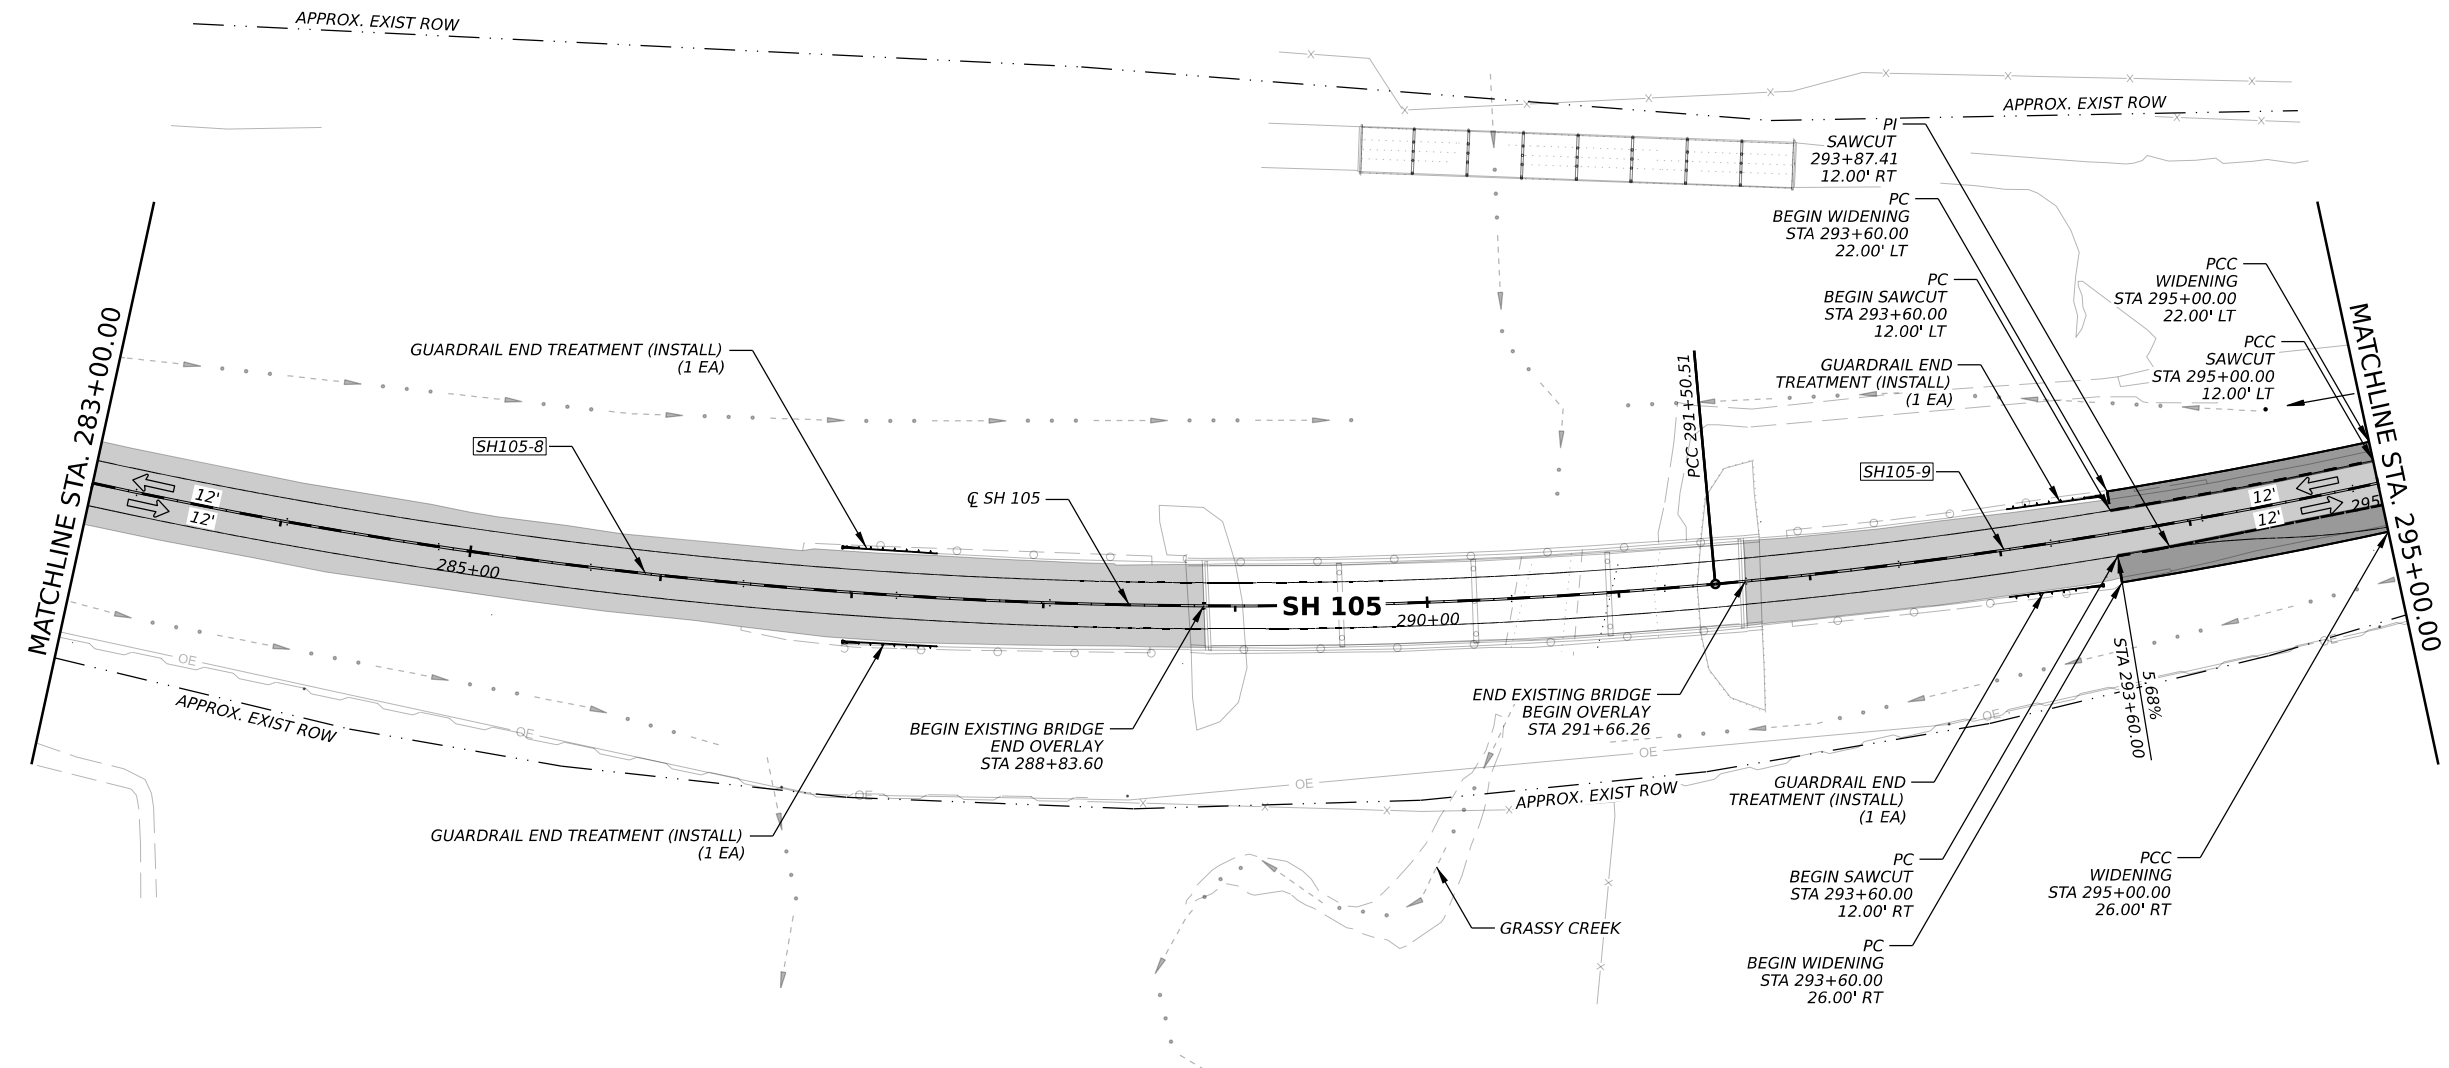 APPROX. EXIST ROW
APPROX. EXIST ROW
PI
SAWCUT
293+87.41
12.00' RT
PC
BEGIN WIDENING
STA 293+60.00
22.00' LT
PC
BEGIN SAWCUT
STA 293+60.00
12.00' LT
PCC
WIDENING
STA 295+00.00
22.00' LT
PCC
SAWCUT
STA 295+00.00
12.00' LT
GUARDRAIL END
TREATMENT (INSTALL)
(1 EA)
GUARDRAIL END TREATMENT (INSTALL)
(1 EA)
MATCHLINE STA. 283+00.00
MATCHLINE STA. 295+00.00
PCC 291+50.51
SH105-8
SH105-9
℄ SH 105
12'
12'
12'
12'
295
285+00
SH 105
290+00
OE
OE
OE
OE
OE
OE
APPROX. EXIST ROW
BEGIN EXISTING BRIDGE
END OVERLAY
STA 288+83.60
END EXISTING BRIDGE
BEGIN OVERLAY
STA 291+66.26
5.68%
STA 293+60.00
APPROX. EXIST ROW
GUARDRAIL END
TREATMENT (INSTALL)
(1 EA)
GUARDRAIL END TREATMENT (INSTALL)
(1 EA)
PC
BEGIN SAWCUT
STA 293+60.00
12.00' RT
PCC
WIDENING
STA 295+00.00
26.00' RT
GRASSY CREEK
PC
BEGIN WIDENING
STA 293+60.00
26.00' RT